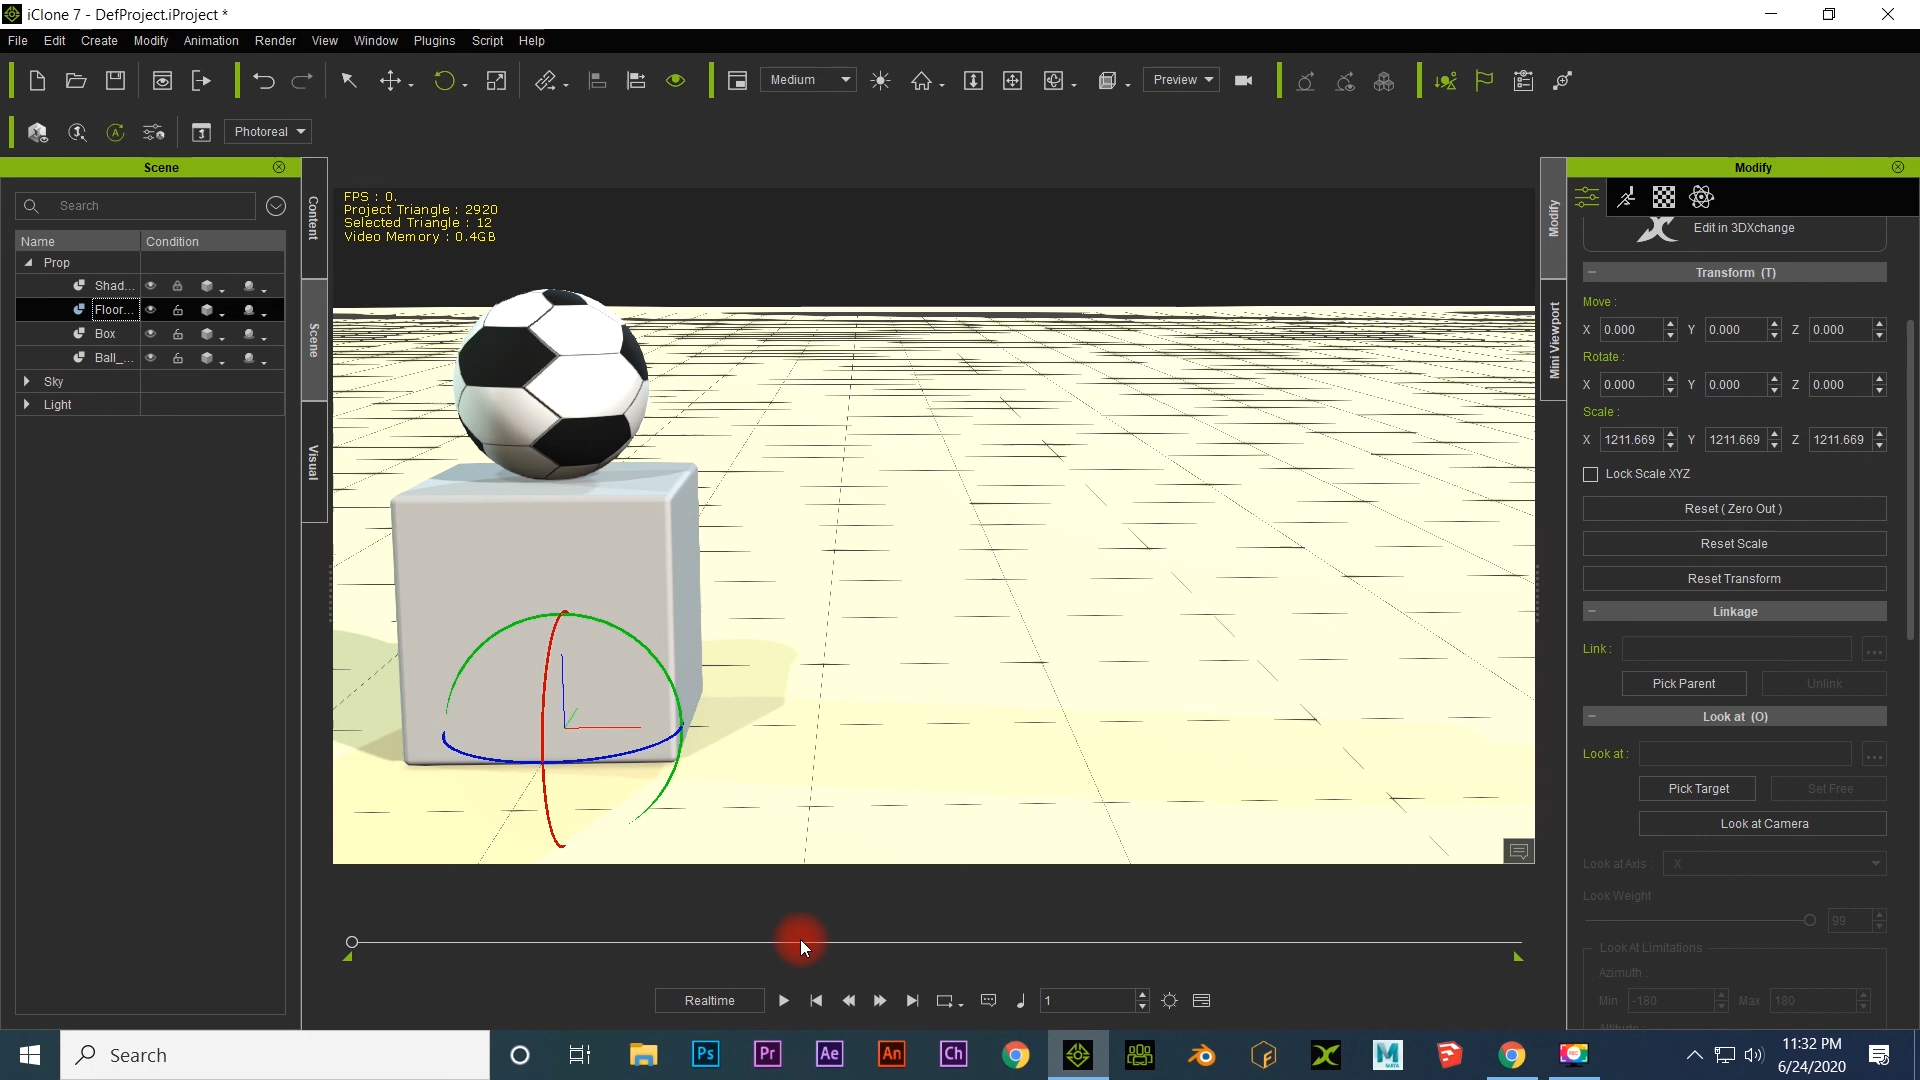 iClone 7 - DefProject.iProject *
File Edit Create Modify Animation Render View Window Plugins Script Help
Medium Preview
Photoreal
Scene
Search
Name Condition
Prop
Shad...
Floor...
Box
Ball_...
Sky
Light
Content
Scene
Visual
FPS : 0.
Project Triangle : 2920
Selected Triangle : 12
Video Memory : 0.4GB
Modify
Mini Viewport
Modify
Edit in 3DXchange
Transform (T)
Move :
X 0.000 Y 0.000 Z 0.000
Rotate :
X 0.000 Y 0.000 Z 0.000
Scale :
X 1211.669 Y 1211.669 Z 1211.669
Lock Scale XYZ
Reset ( Zero Out )
Reset Scale
Reset Transform
Linkage
Link : ...
Pick Parent Unlink
Look at (O)
Look at : ...
Pick Target Set Free
Look at Camera
Look at Axis : X
Look Weight
99
Look At Limitations
Azimuth :
Min -180 Max 180
Altitude :
Realtime 1
Search
Ps Pr Ae An Ch
11:32 PM
6/24/2020